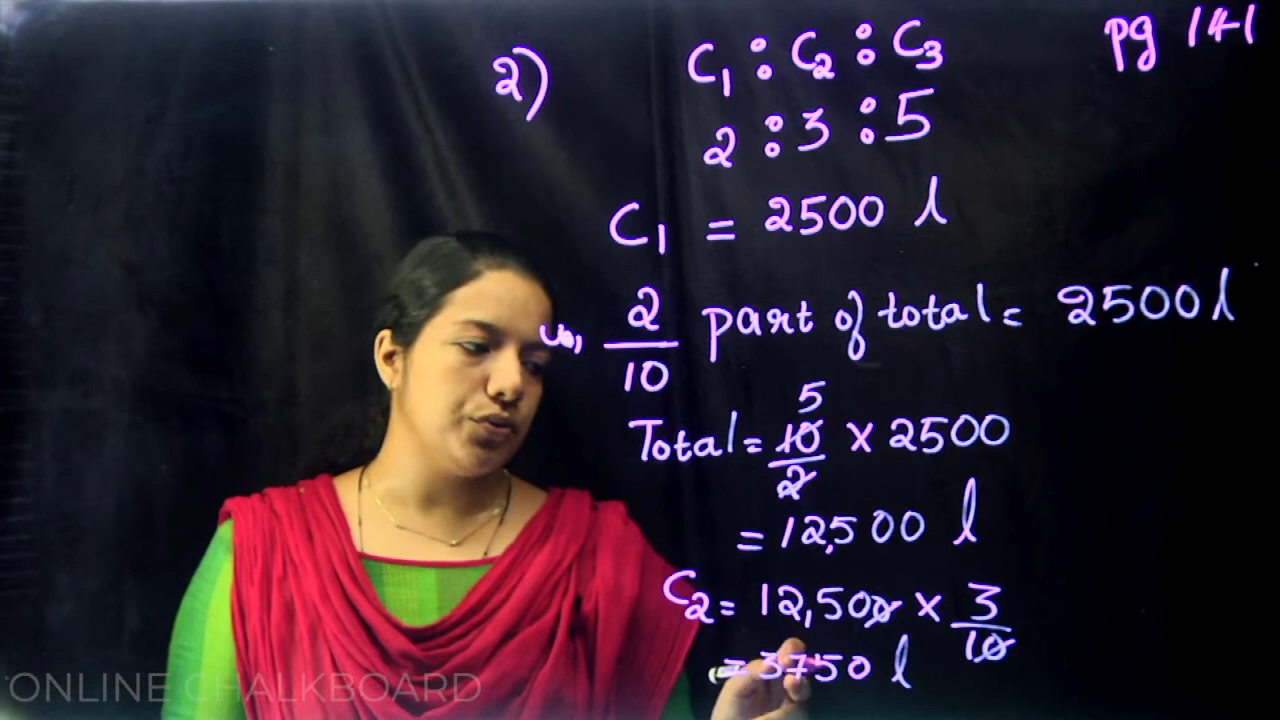 pg 141
2) C₁ : C₂ : C₃
2 : 3 : 5
C₁ = 2500 l
2/10 part of total = 2500 l
Total = 10/2 5 × 2500
= 12,500 l
C₂ = 12,500 × 3/10
= 3750 l
ONLINE CHALKBOARD